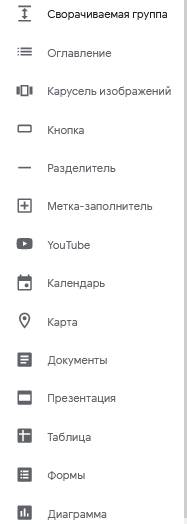 Сворачиваемая группа
Оглавление
Карусель изображений
Кнопка
Разделитель
Метка-заполнитель
YouTube
Календарь
Карта
Документы
Презентация
Таблица
Формы
Диаграмма